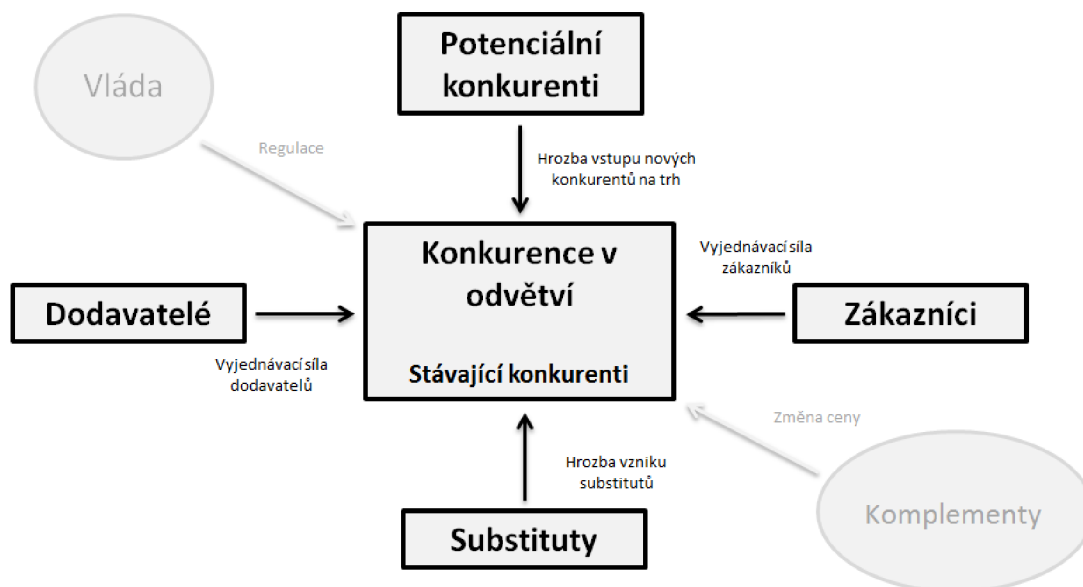 Potenciální
konkurenti
Vláda
Regulace
Hrozba vstupu nových
konkurentů na trh
Konkurence v
odvětví
Stávající konkurenti
Vyjednávací síla
zákazníků
Dodavatelé
Zákazníci
Vyjednávací síla
dodavatelů
Změna ceny
Hrozba vzniku
substitutů
Komplementy
Substituty